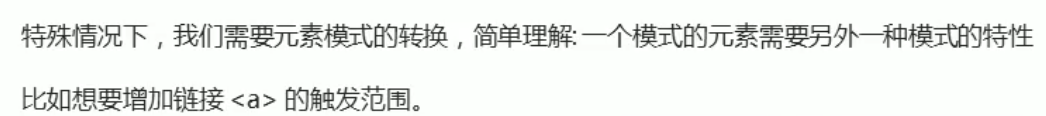 特殊情况下，我们需要元素模式的转换，简单理解:一个模式的元素需要另外一种模式的特性
比如想要增加链接 <a> 的触发范围。